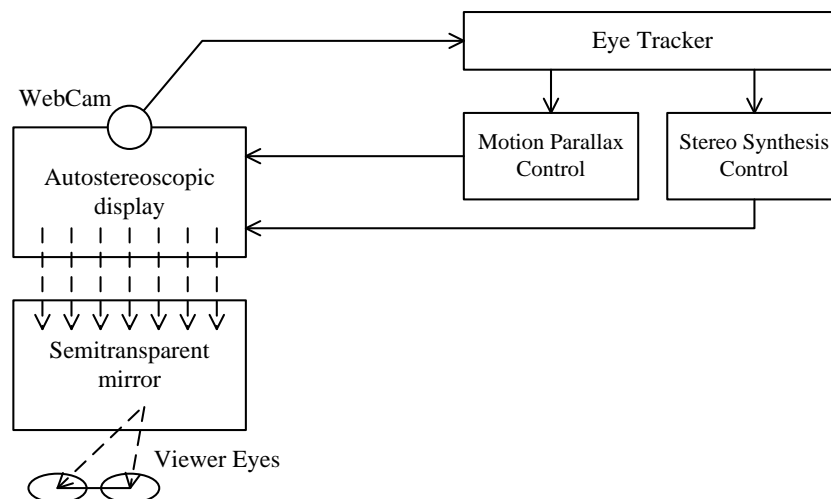 Eye Tracker
WebCam
Motion Parallax
Control
Stereo Synthesis
Control
Autostereoscopic
display
Semitransparent
mirror
Viewer Eyes